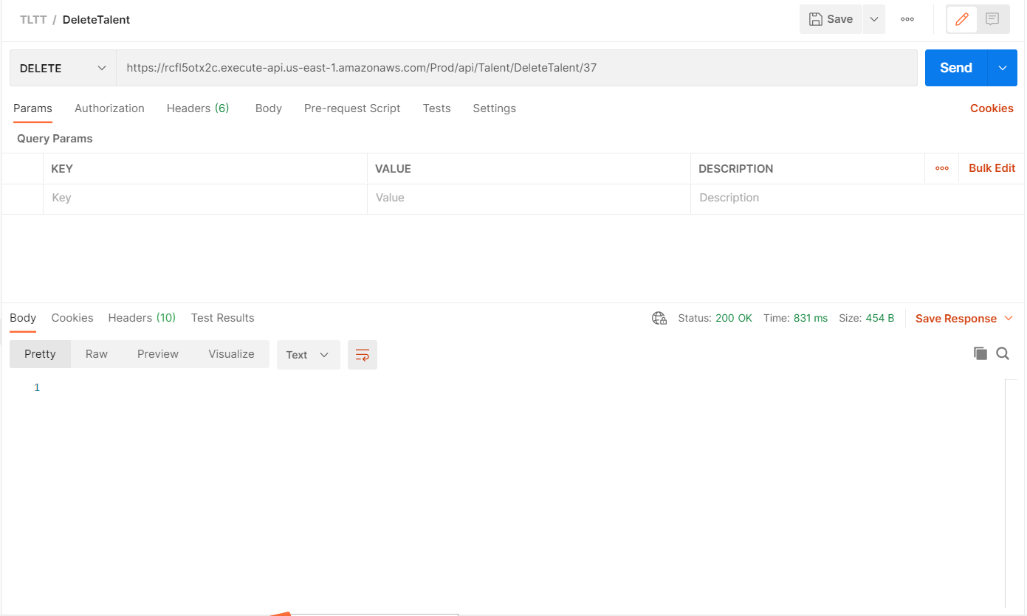 TLTT / DeleteTalent Save
DELETE https://rcfl5otx2c.execute-api.us-east-1.amazonaws.com/Prod/api/Talent/DeleteTalent/37 Send
Params Authorization Headers (6) Body Pre-request Script Tests Settings Cookies
Query Params
KEY VALUE DESCRIPTION Bulk Edit
Key Value Description
Body Cookies Headers (10) Test Results Status: 200 OK Time: 831 ms Size: 454 B Save Response
Pretty Raw Preview Visualize Text
1